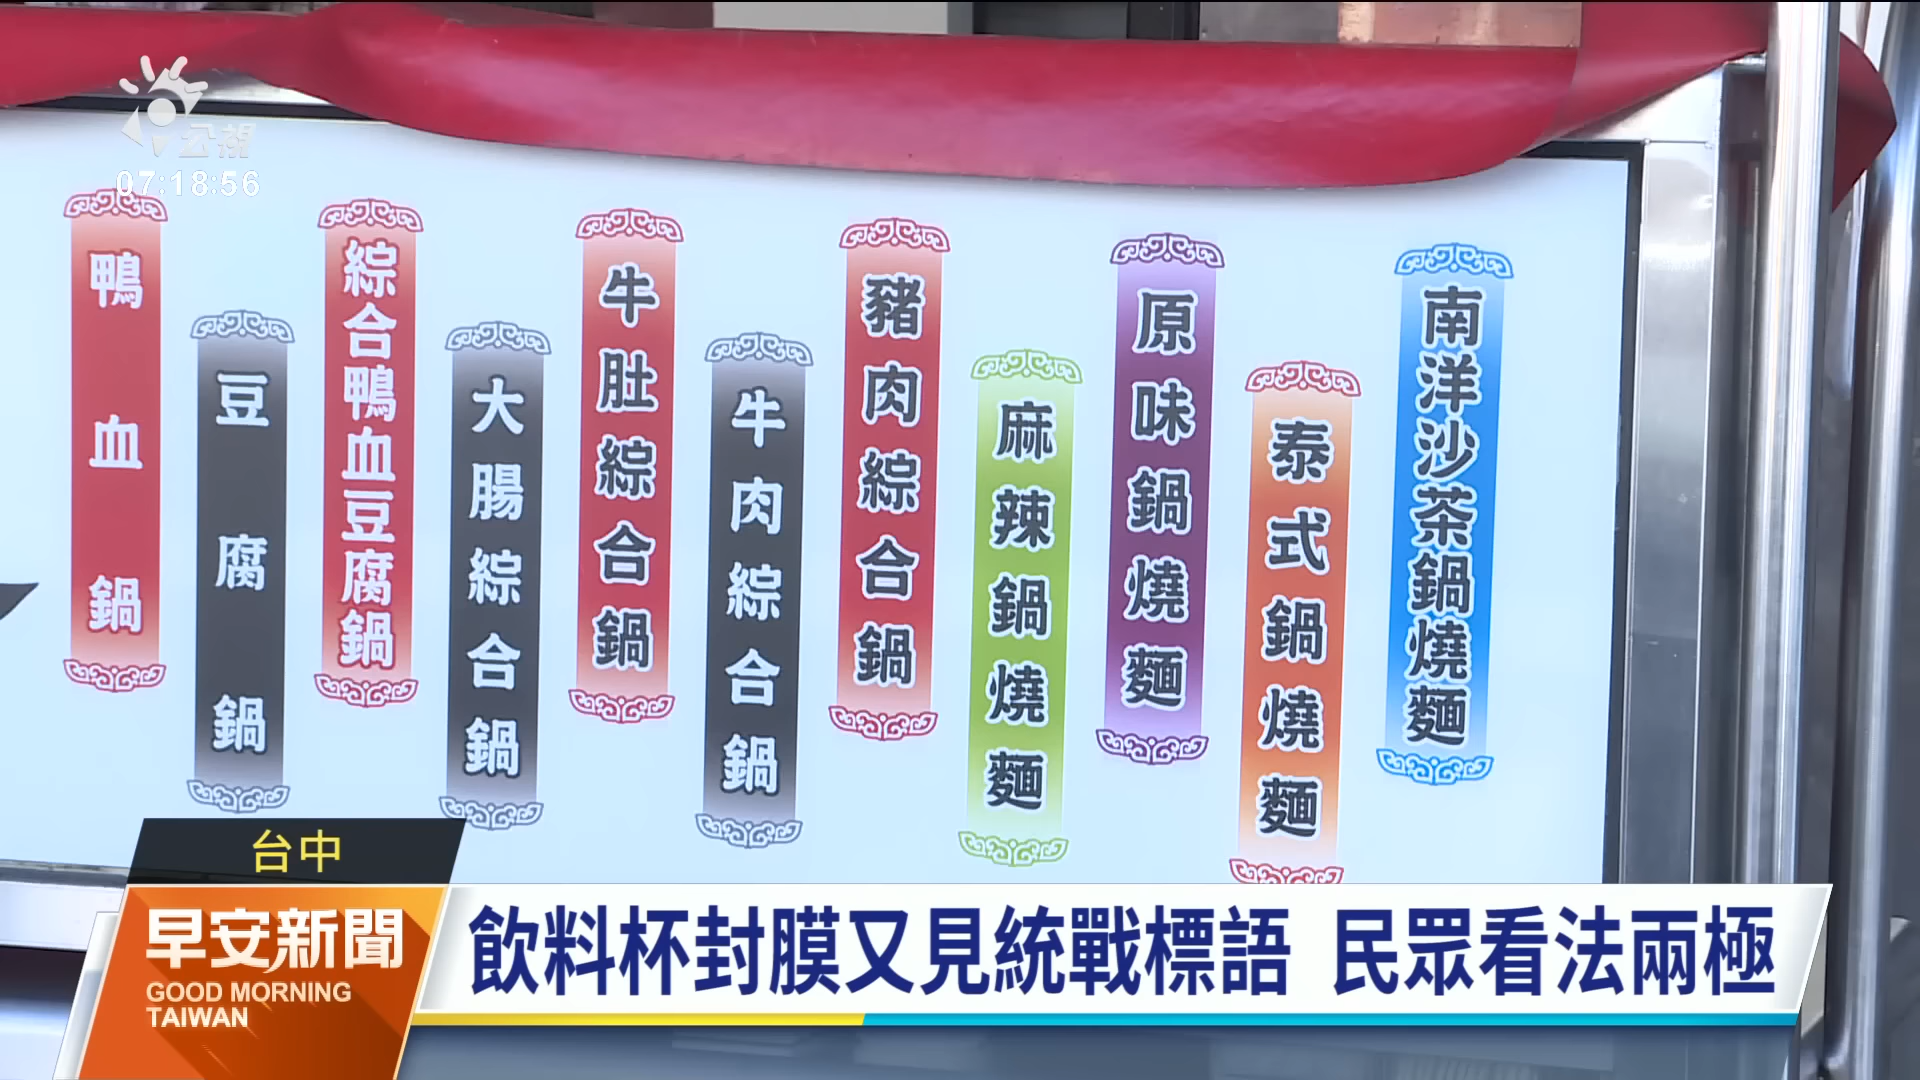 公視
07:18:56
鴨血鍋
豆腐鍋
綜合鴨血豆腐鍋
大腸綜合鍋
牛肚綜合鍋
牛肉綜合鍋
豬肉綜合鍋
麻辣鍋燒麵
原味鍋燒麵
泰式鍋燒麵
南洋沙茶鍋燒麵
台中
早安新聞
GOOD MORNING
TAIWAN
飲料杯封膜又見統戰標語 民眾看法兩極